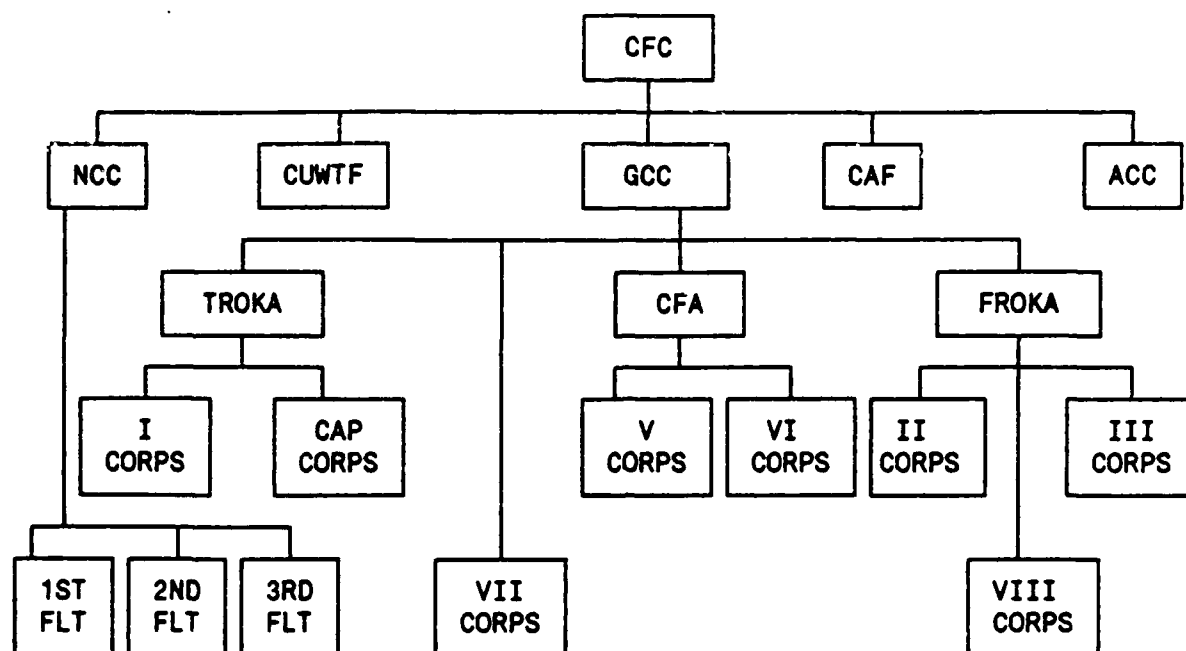 CFC
NCC
CUWTF
GCC
CAF
ACC
TROKA
CFA
FROKA
I
CORPS
CAP
CORPS
V
CORPS
VI
CORPS
II
CORPS
III
CORPS
1ST
FLT
2ND
FLT
3RD
FLT
VII
CORPS
VIII
CORPS